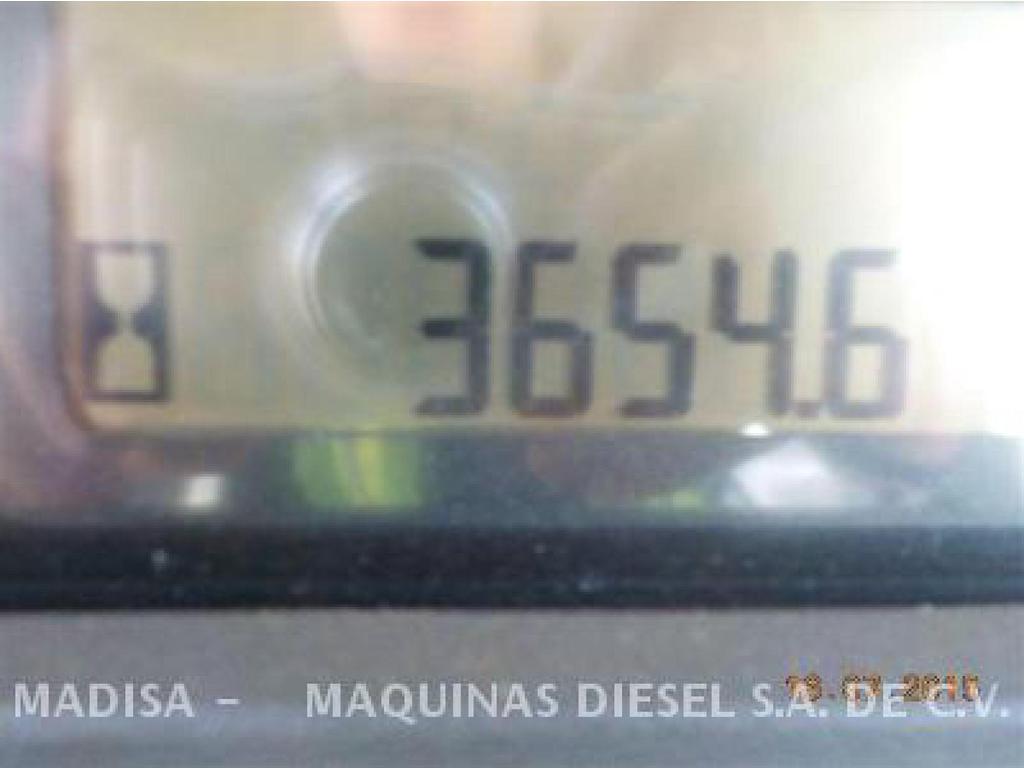 3654.6
MADISA - MAQUINAS DIESEL S.A. DE C.V.